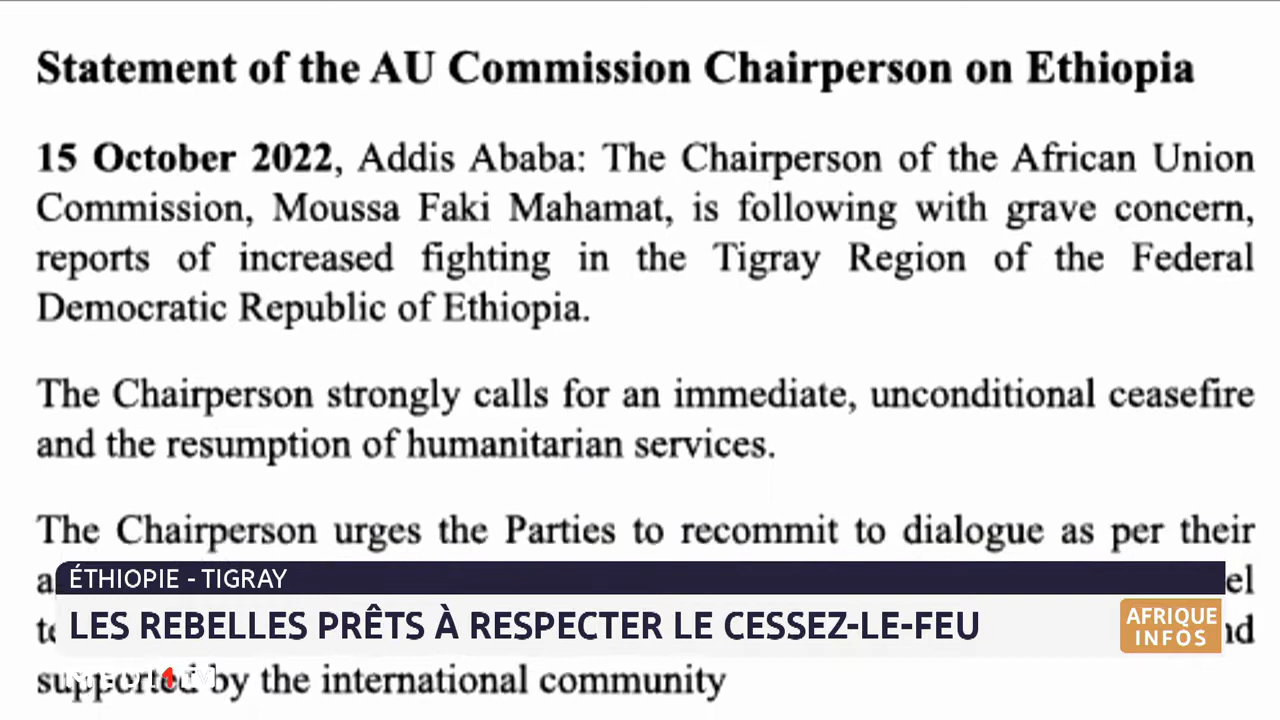 Statement of the AU Commission Chairperson on Ethiopia
15 October 2022, Addis Ababa: The Chairperson of the African Union
Commission, Moussa Faki Mahamat, is following with grave concern,
reports of increased fighting in the Tigray Region of the Federal
Democratic Republic of Ethiopia.
The Chairperson strongly calls for an immediate, unconditional ceasefire
and the resumption of humanitarian services.
The Chairperson urges the Parties to recommit to dialogue as per their
ÉTHIOPIE - TIGRAY
LES REBELLES PRÊTS À RESPECTER LE CESSEZ-LE-FEU
AFRIQUE
INFOS
supported by the international community